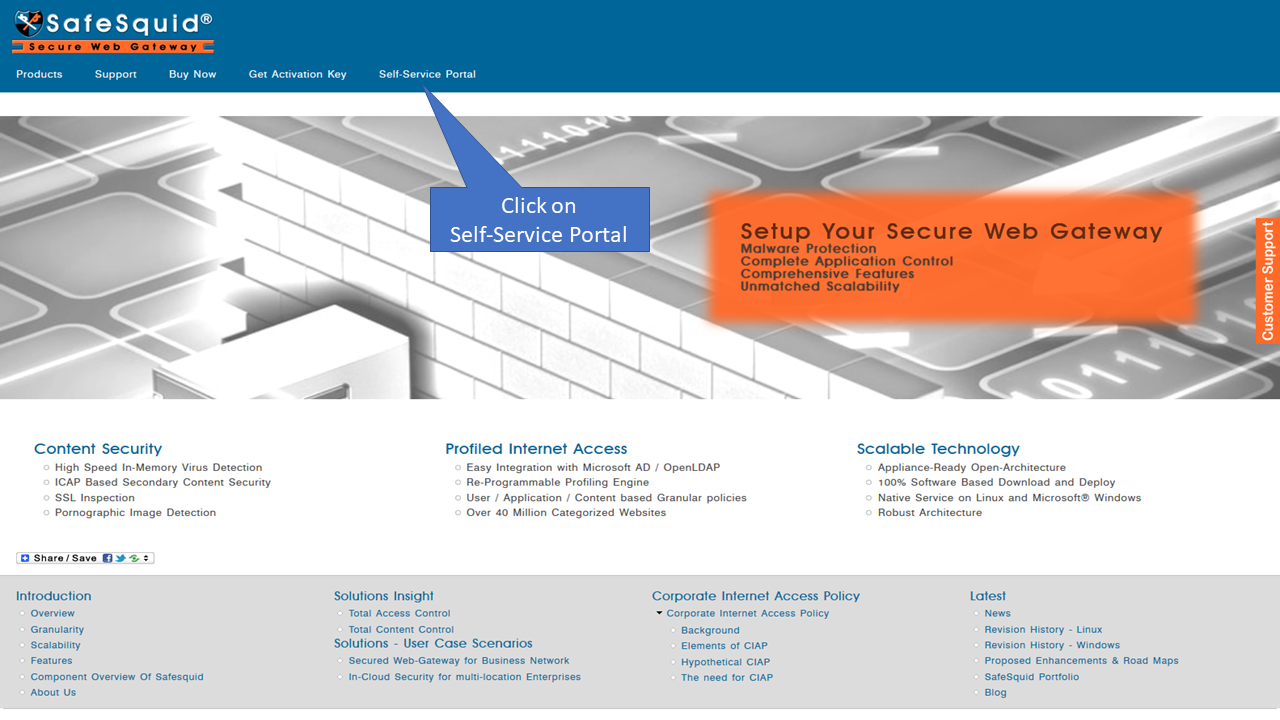 SafeSquid®
Secure Web Gateway
Products Support Buy Now Get Activation Key Self-Service Portal
Click on
Self-Service Portal
Setup Your Secure Web Gateway
Malware Protection
Complete Application Control
Comprehensive Features
Unmatched Scalability
Customer Support
Content Security
High Speed In-Memory Virus Detection
ICAP Based Secondary Content Security
SSL Inspection
Pornographic Image Detection
Profiled Internet Access
Easy Integration with Microsoft AD / OpenLDAP
Re-Programmable Profiling Engine
User / Application / Content based Granular policies
Over 40 Million Categorized Websites
Scalable Technology
Appliance-Ready Open-Architecture
100% Software Based Download and Deploy
Native Service on Linux and Microsoft® Windows
Robust Architecture
Share / Save
Introduction
Overview
Granularity
Scalability
Features
Component Overview Of Safesquid
About Us
Solutions Insight
Total Access Control
Total Content Control
Solutions - User Case Scenarios
Secured Web-Gateway for Business Network
In-Cloud Security for multi-location Enterprises
Corporate Internet Access Policy
Corporate Internet Access Policy
Background
Elements of CIAP
Hypothetical CIAP
The need for CIAP
Latest
News
Revision History - Linux
Revision History - Windows
Proposed Enhancements & Road Maps
SafeSquid Portfolio
Blog